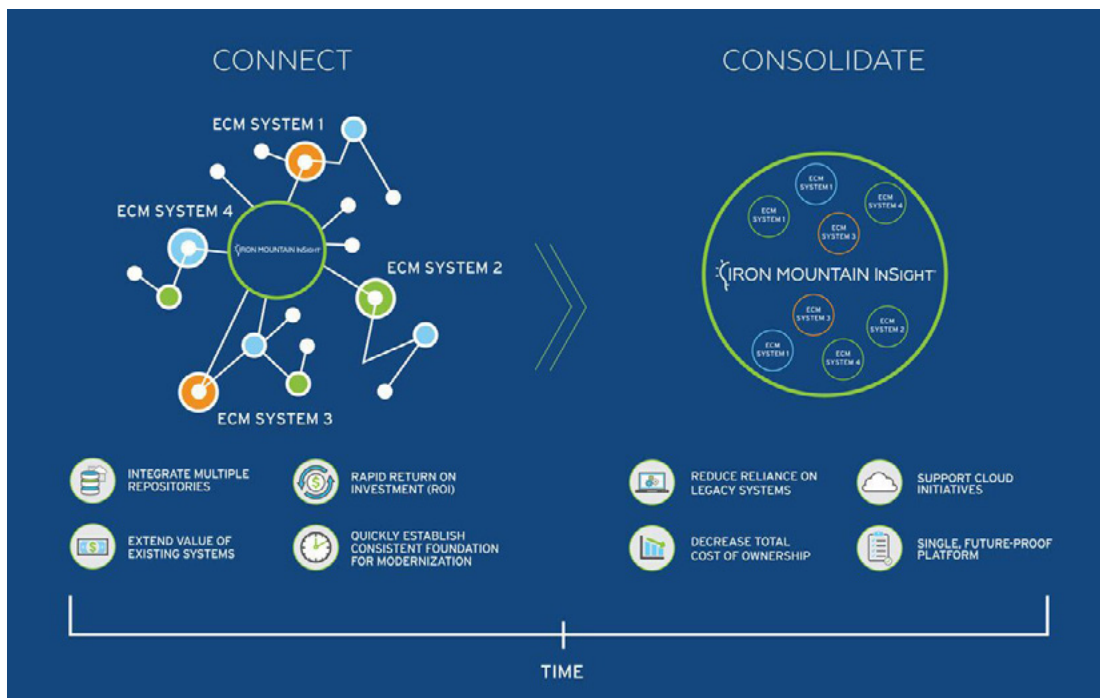 CONNECT
ECM SYSTEM 1
ECM SYSTEM 4
IRON MOUNTAIN INSIGHT
ECM SYSTEM 2
ECM SYSTEM 3
CONSOLIDATE
ECM
SYSTEM 1
ECM
SYSTEM 4
ECM
SYSTEM 1
ECM
SYSTEM 3
IRON MOUNTAIN INSIGHT
ECM
SYSTEM 3
ECM
SYSTEM 2
ECM
SYSTEM 1
ECM
SYSTEM 4
INTEGRATE MULTIPLE
REPOSITORIES
RAPID RETURN ON
INVESTMENT (ROI)
EXTEND VALUE OF
EXISTING SYSTEMS
QUICKLY ESTABLISH
CONSISTENT FOUNDATION
FOR MODERNIZATION
REDUCE RELIANCE ON
LEGACY SYSTEMS
SUPPORT CLOUD
INITIATIVES
DECREASE TOTAL
COST OF OWNERSHIP
SINGLE, FUTURE-PROOF
PLATFORM
TIME